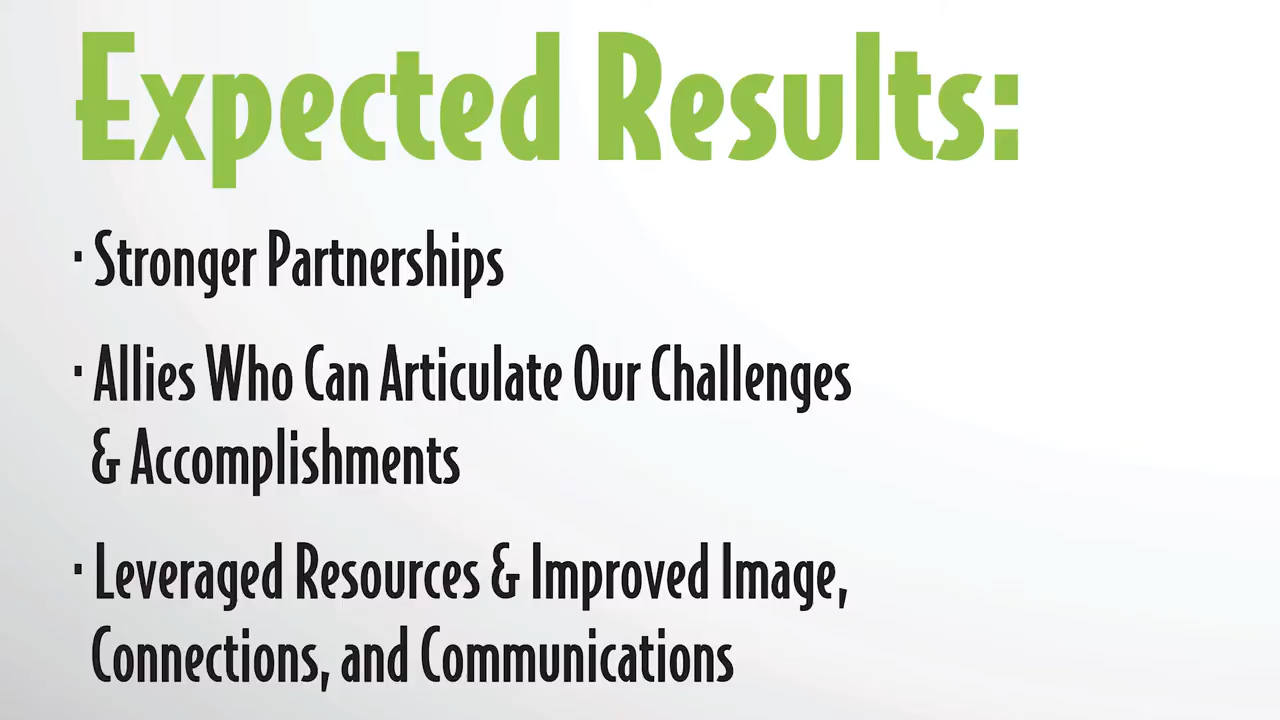 Expected Results:
· Stronger Partnerships
· Allies Who Can Articulate Our Challenges
& Accomplishments
· Leveraged Resources & Improved Image,
Connections, and Communications